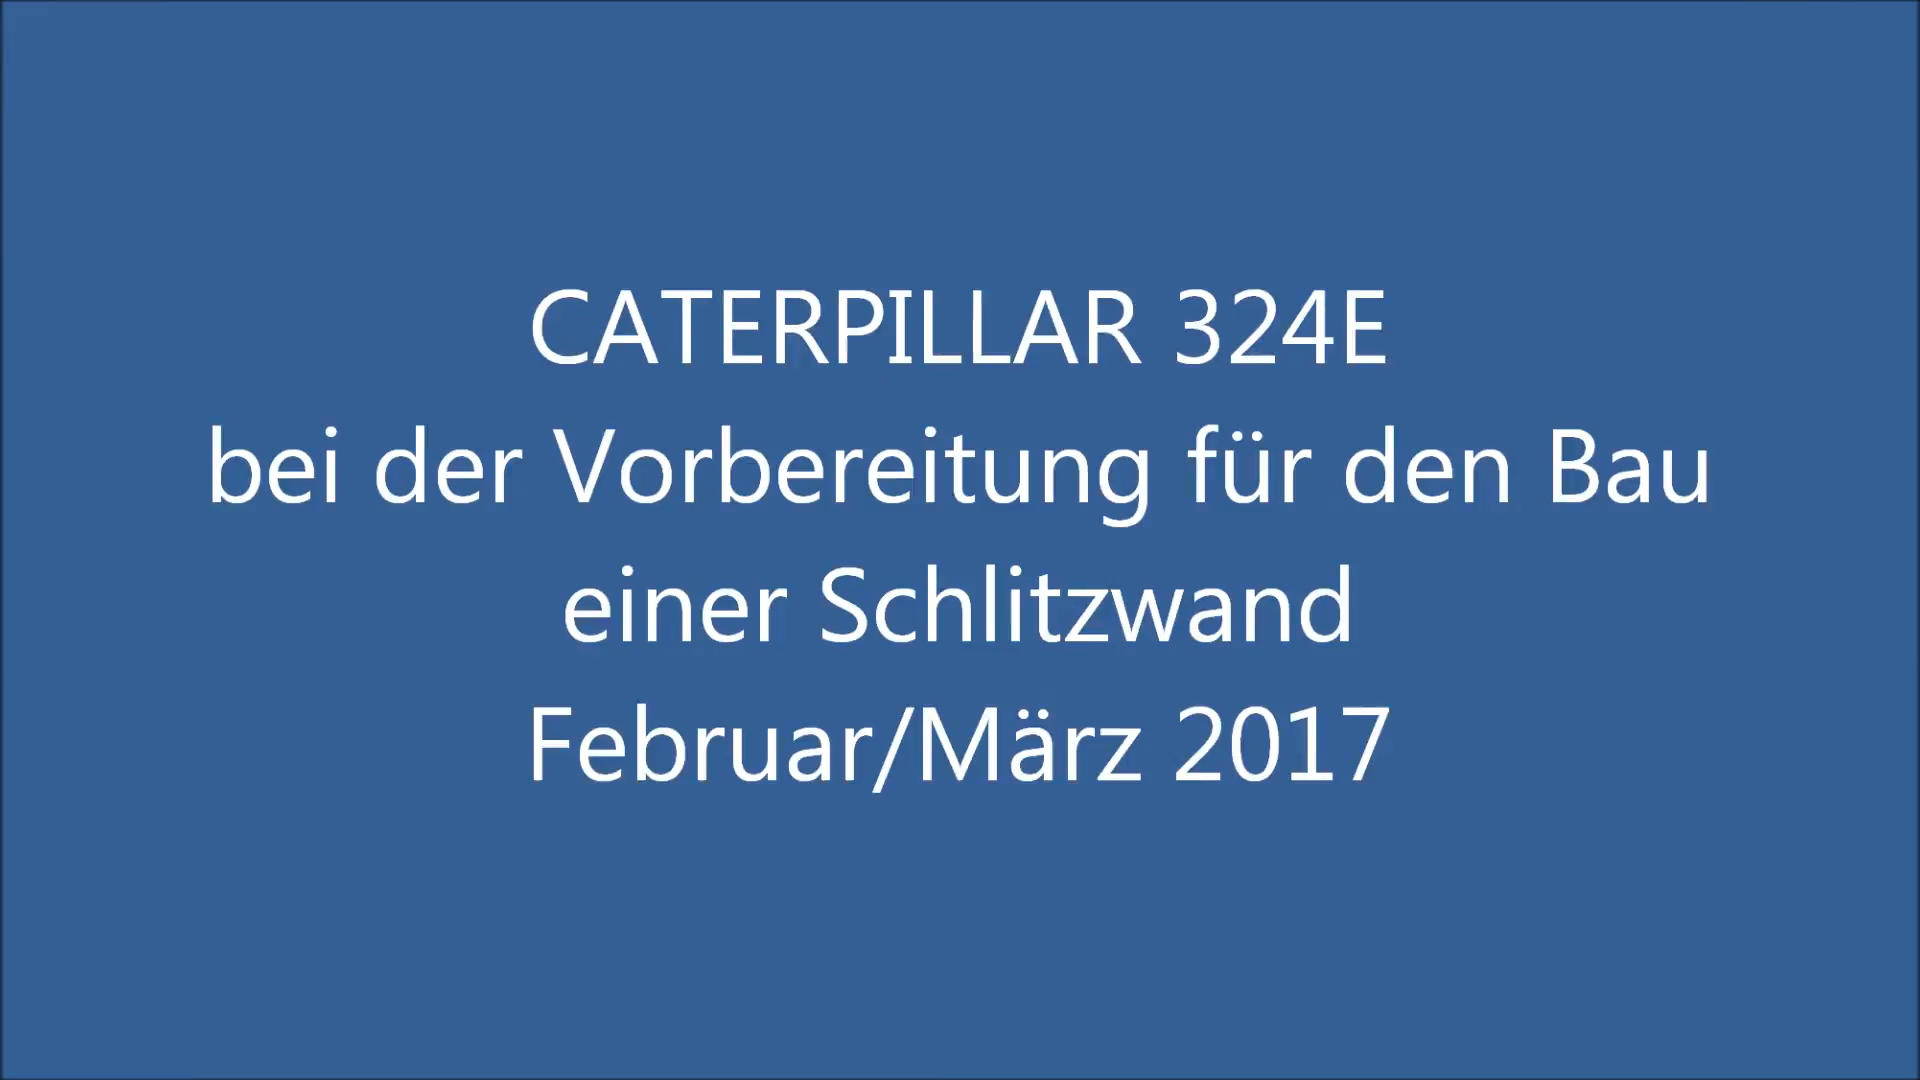 CATERPILLAR 324E
bei der Vorbereitung für den Bau
einer Schlitzwand
Februar/März 2017